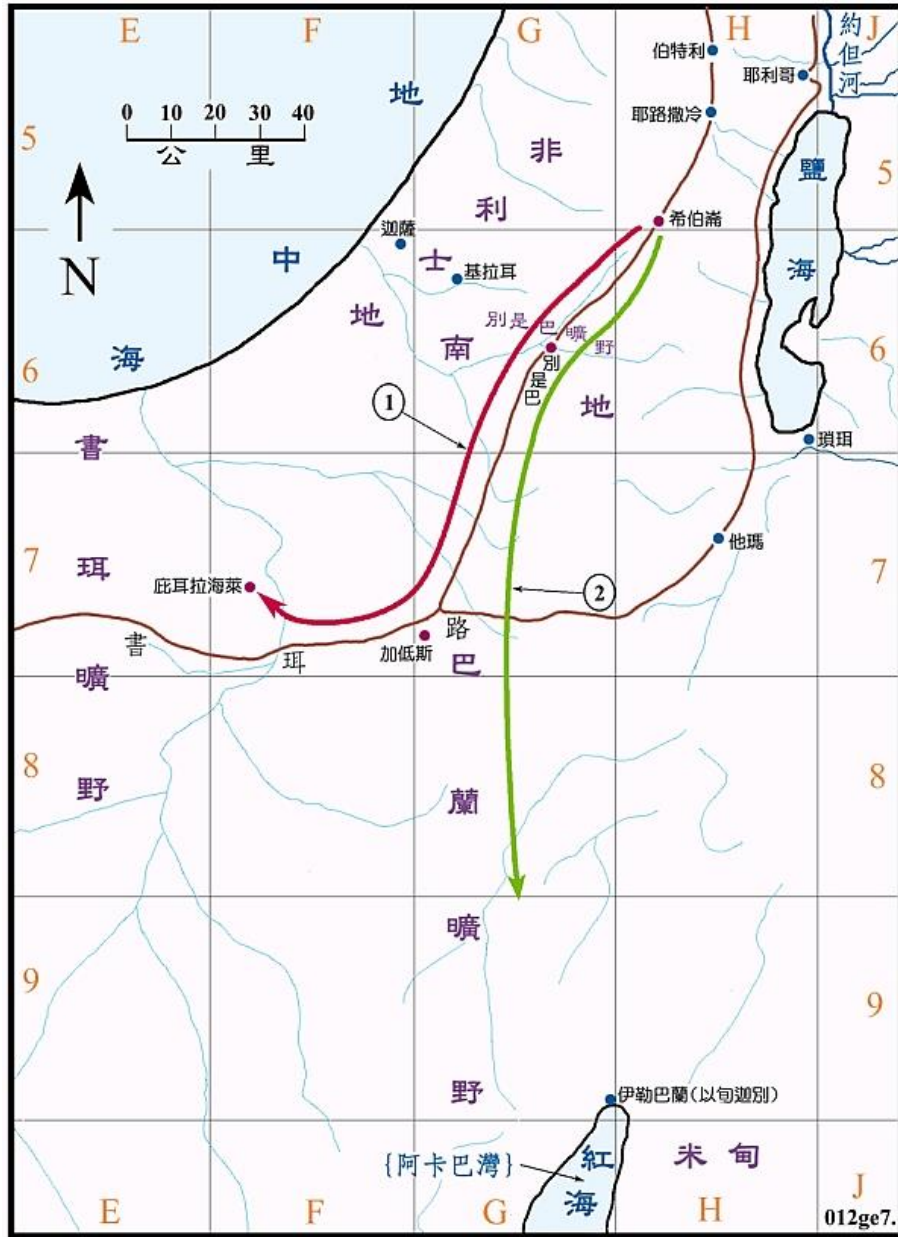 E F G H J
地中海
0 10 20 30 40
公里
N
5
6
7
8
9
5
6
7
8
9
伯特利
耶利哥
約但河
耶路撒冷
鹽海
非利士地
希伯崙
迦薩
基拉耳
南地
別是巴曠野
別是巴
1
瑣珥
書珥曠野
他瑪
庇耳拉海萊
2
書珥路
加低斯
巴蘭曠野
伊勒巴蘭(以旬迦別)
{阿卡巴灣}
紅海
米甸
E F G H J
012ge7.